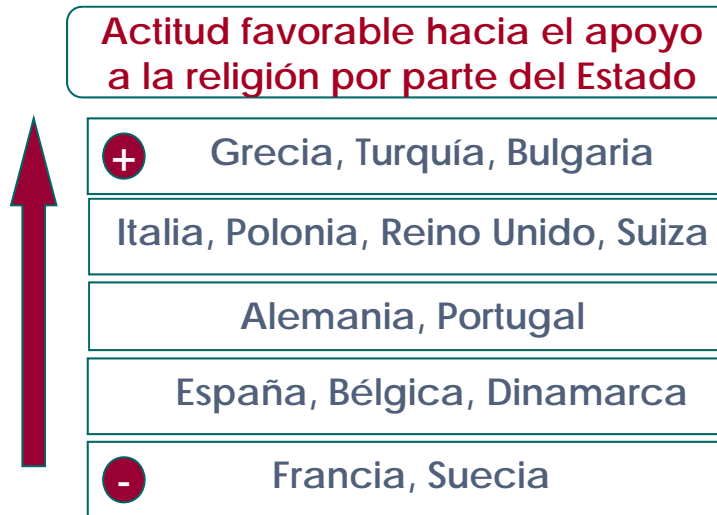 Actitud favorable hacia el apoyo
a la religión por parte del Estado
+ Grecia, Turquía, Bulgaria
Italia, Polonia, Reino Unido, Suiza
Alemania, Portugal
España, Bélgica, Dinamarca
- Francia, Suecia